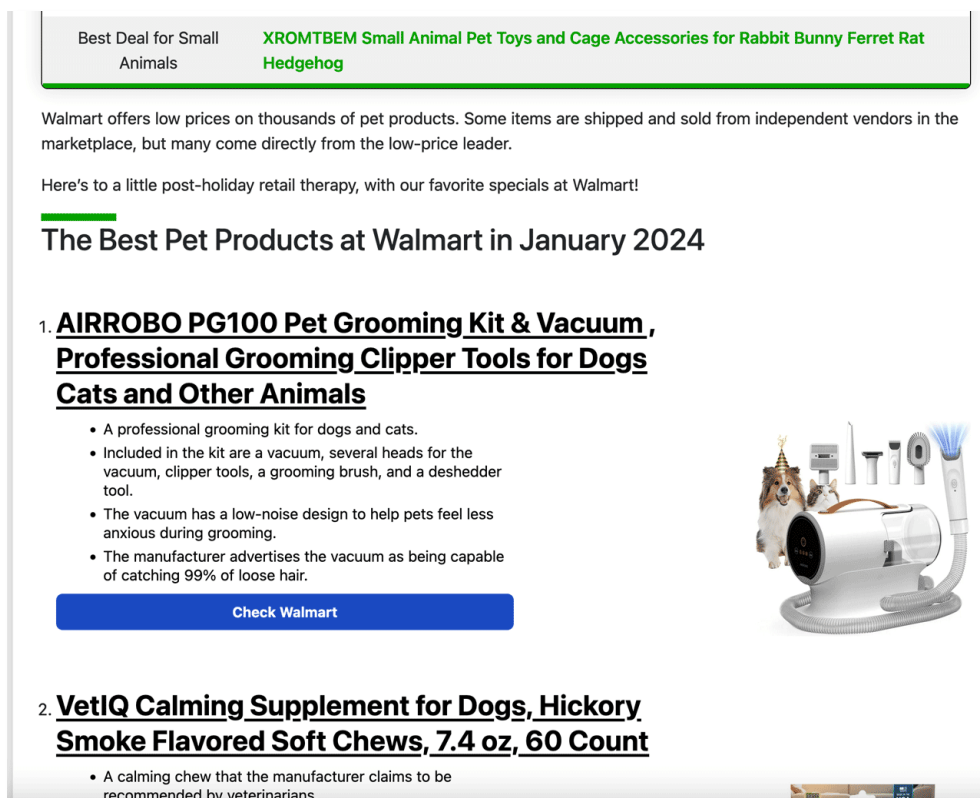 Best Deal for Small
Animals
XROMTBEM Small Animal Pet Toys and Cage Accessories for Rabbit Bunny Ferret Rat
Hedgehog
Walmart offers low prices on thousands of pet products. Some items are shipped and sold from independent vendors in the
marketplace, but many come directly from the low-price leader.
Here’s to a little post-holiday retail therapy, with our favorite specials at Walmart!
The Best Pet Products at Walmart in January 2024
1. AIRROBO PG100 Pet Grooming Kit & Vacuum ,
Professional Grooming Clipper Tools for Dogs
Cats and Other Animals
• A professional grooming kit for dogs and cats.
• Included in the kit are a vacuum, several heads for the
vacuum, clipper tools, a grooming brush, and a deshedder
tool.
• The vacuum has a low-noise design to help pets feel less
anxious during grooming.
• The manufacturer advertises the vacuum as being capable
of catching 99% of loose hair.
Check Walmart
2. VetIQ Calming Supplement for Dogs, Hickory
Smoke Flavored Soft Chews, 7.4 oz, 60 Count
• A calming chew that the manufacturer claims to be
recommended by veterinarians